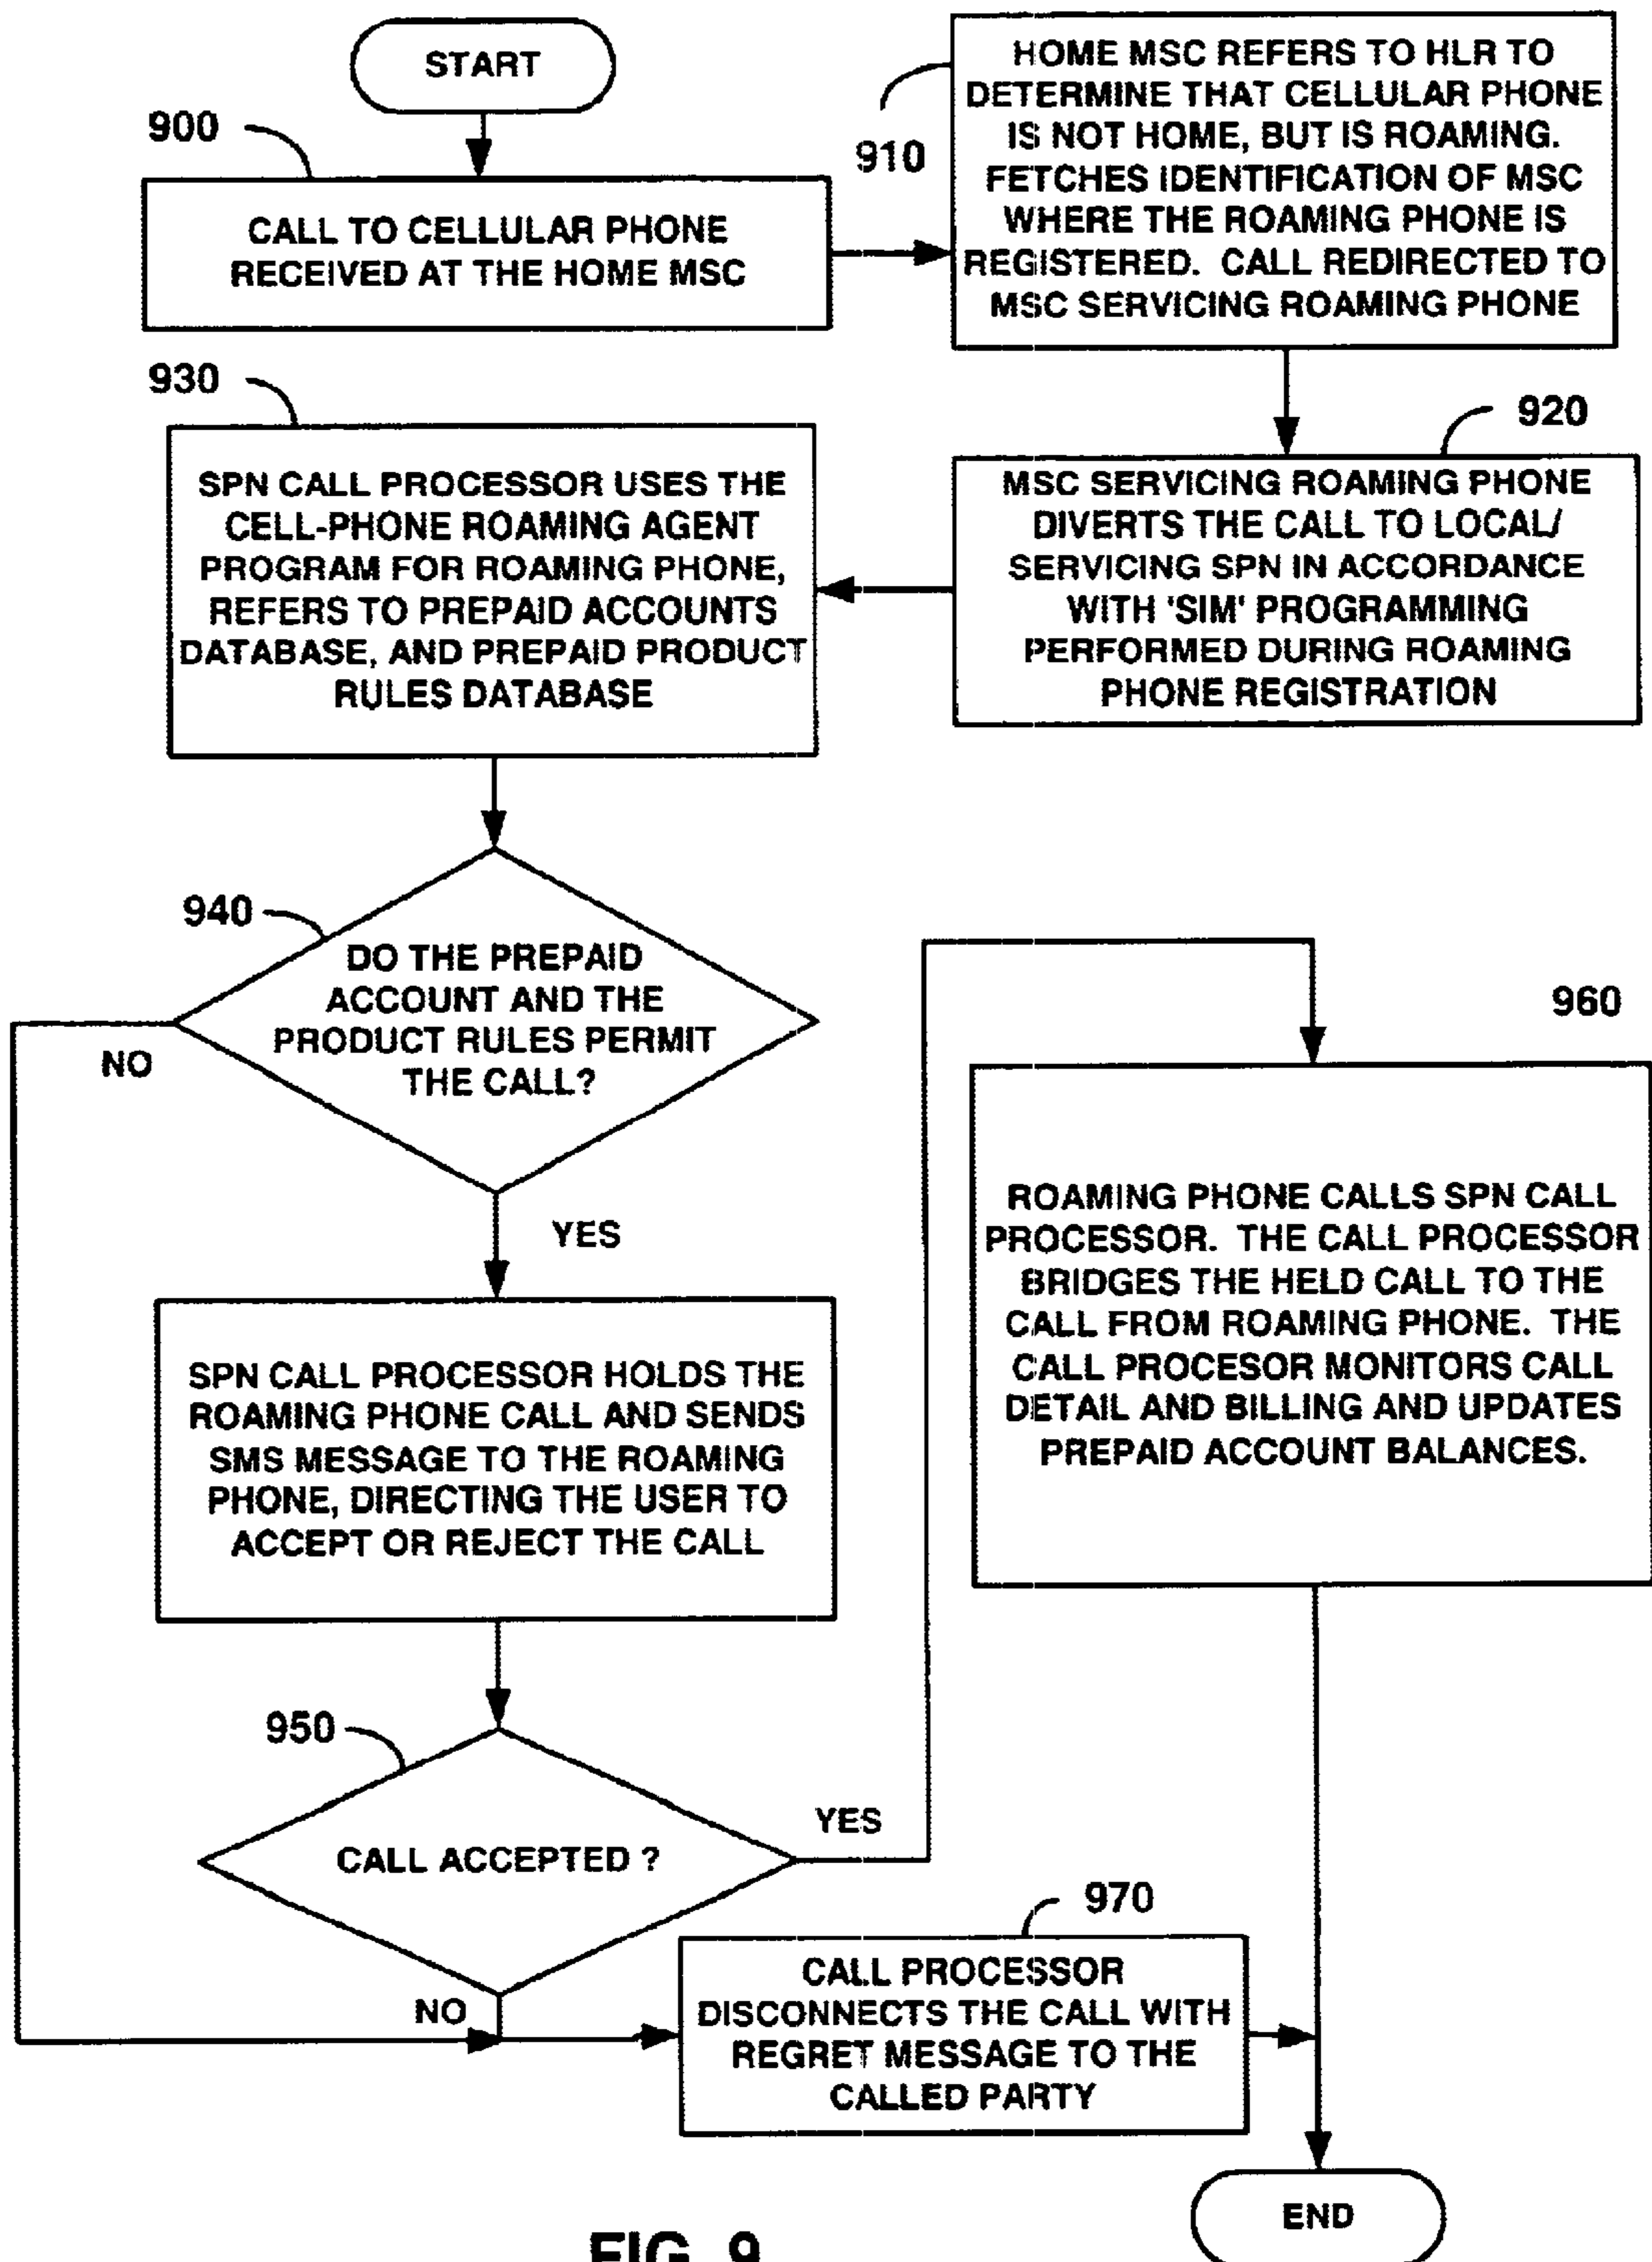 START
900
CALL TO CELLULAR PHONE
RECEIVED AT THE HOME MSC
910
HOME MSC REFERS TO HLR TO
DETERMINE THAT CELLULAR PHONE
IS NOT HOME, BUT IS ROAMING.
FETCHES IDENTIFICATION OF MSC
WHERE THE ROAMING PHONE IS
REGISTERED. CALL REDIRECTED TO
MSC SERVICING ROAMING PHONE
920
MSC SERVICING ROAMING PHONE
DIVERTS THE CALL TO LOCAL/
SERVICING SPN IN ACCORDANCE
WITH 'SIM' PROGRAMMING
PERFORMED DURING ROAMING
PHONE REGISTRATION
930
SPN CALL PROCESSOR USES THE
CELL-PHONE ROAMING AGENT
PROGRAM FOR ROAMING PHONE,
REFERS TO PREPAID ACCOUNTS
DATABASE, AND PREPAID PRODUCT
RULES DATABASE
940
DO THE PREPAID
ACCOUNT AND THE
PRODUCT RULES PERMIT
THE CALL?
NO
YES
SPN CALL PROCESSOR HOLDS THE
ROAMING PHONE CALL AND SENDS
SMS MESSAGE TO THE ROAMING
PHONE, DIRECTING THE USER TO
ACCEPT OR REJECT THE CALL
950
CALL ACCEPTED ?
YES
NO
960
ROAMING PHONE CALLS SPN CALL
PROCESSOR. THE CALL PROCESSOR
BRIDGES THE HELD CALL TO THE
CALL FROM ROAMING PHONE. THE
CALL PROCESOR MONITORS CALL
DETAIL AND BILLING AND UPDATES
PREPAID ACCOUNT BALANCES.
970
CALL PROCESSOR
DISCONNECTS THE CALL WITH
REGRET MESSAGE TO THE
CALLED PARTY
END
FIG. 9